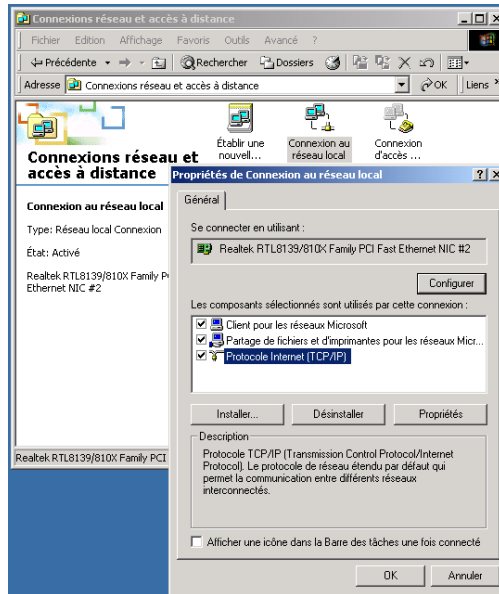 Connexions réseau et accès à distance
Fichier Edition Affichage Favoris Outils Avancé ?
Précédente Rechercher Dossiers
Adresse Connexions réseau et accès à distance OK Liens »
Établir une nouvell...
Connexion au réseau local
Connexion d'accès ...
Connexions réseau et
accès à distance
Connexion au réseau local
Type: Réseau local Connexion
État: Activé
Realtek RTL8139/810X Family P
Ethernet NIC #2
Realtek RTL8139/810X Family PCI
Propriétés de Connexion au réseau local
Général
Se connecter en utilisant :
Realtek RTL8139/810X Family PCI Fast Ethernet NIC #2
Configurer
Les composants sélectionnés sont utilisés par cette connexion :
Client pour les réseaux Microsoft
Partage de fichiers et d'imprimantes pour les réseaux Micr...
Protocole Internet (TCP/IP)
Installer... Désinstaller Propriétés
Description
Protocole TCP/IP (Transmission Control Protocol/Internet
Protocol). Le protocole de réseau étendu par défaut qui
permet la communication entre différents réseaux
interconnectés.
Afficher une icône dans la Barre des tâches une fois connecté
OK Annuler